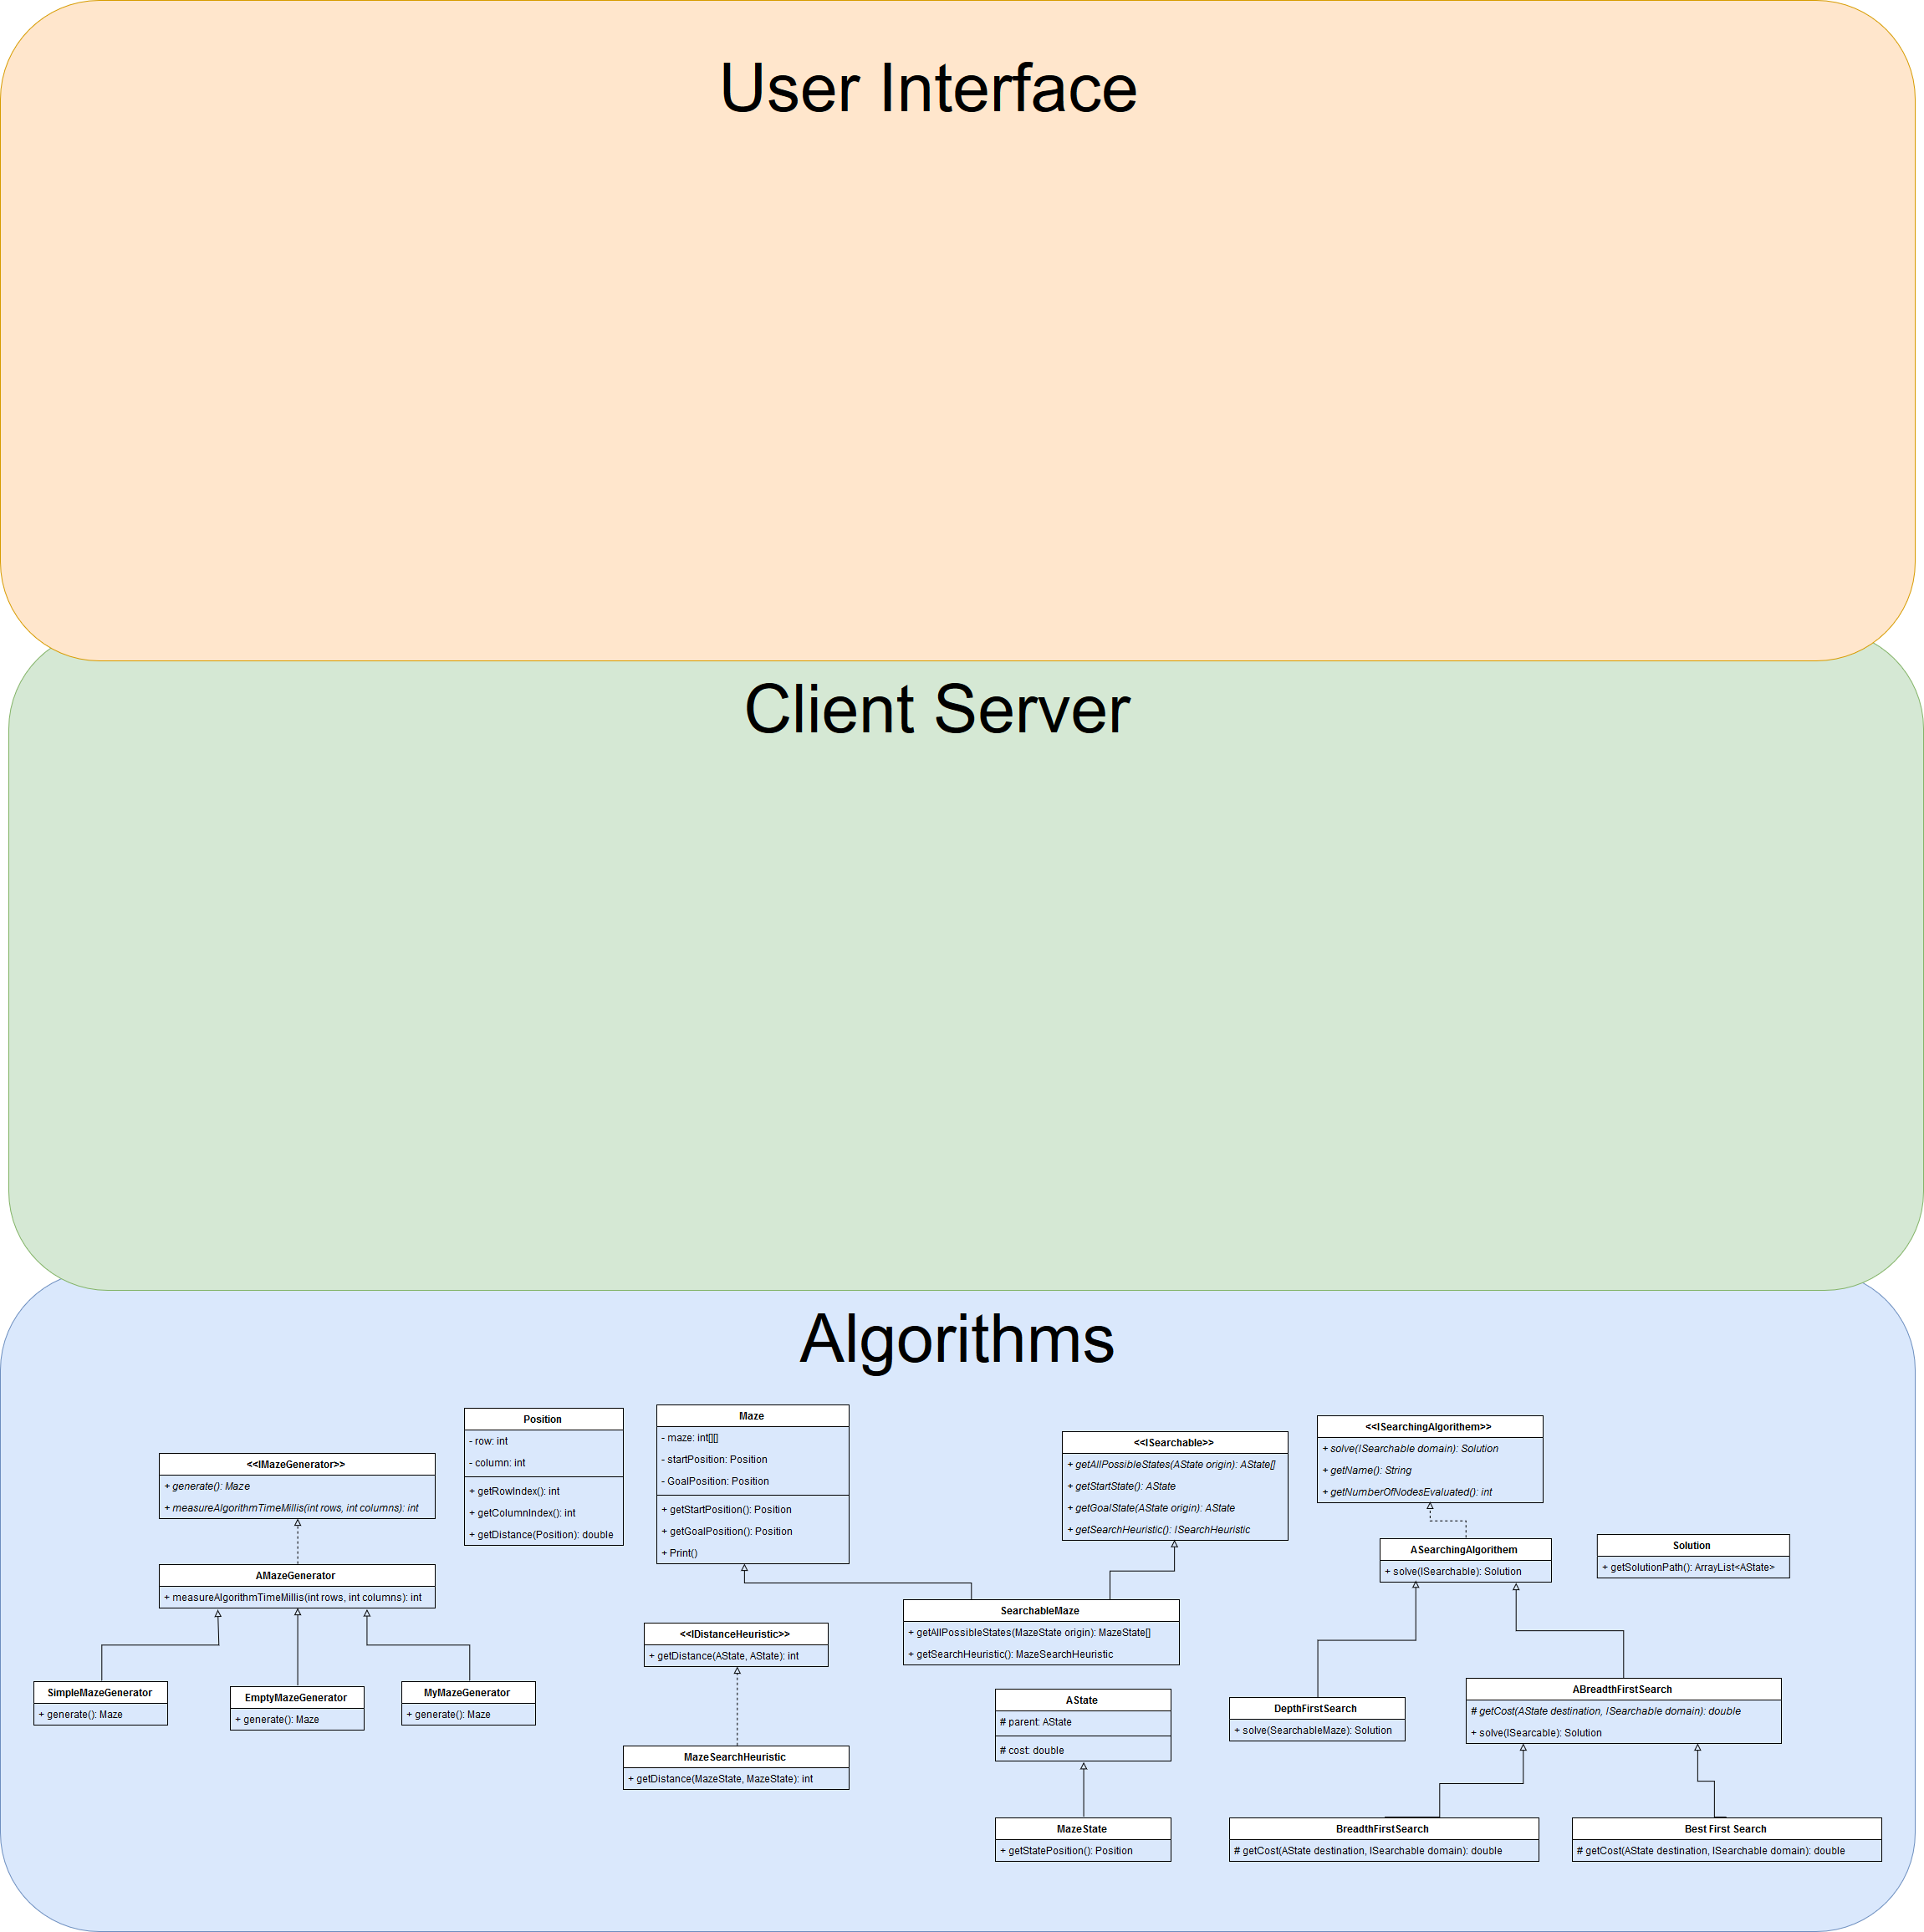 User Interface
Client Server
Algorithms
<<IMazeGenerator>>
+ generate(): Maze
+ measureAlgorithmTimeMillis(int rows, int columns): int
AMazeGenerator
+ measureAlgorithmTimeMillis(int rows, int columns): int
SimpleMazeGenerator
+ generate(): Maze
EmptyMazeGenerator
+ generate(): Maze
MyMazeGenerator
+ generate(): Maze
Position
- row: int
- column: int
+ getRowIndex(): int
+ getColumnIndex(): int
+ getDistance(Position): double
Maze
- maze: int[][]
- startPosition: Position
- GoalPosition: Position
+ getStartPosition(): Position
+ getGoalPosition(): Position
+ Print()
<<IDistanceHeuristic>>
+ getDistance(AState, AState): int
MazeSearchHeuristic
+ getDistance(MazeState, MazeState): int
<<ISearchable>>
+ getAllPossibleStates(AState origin): AState[]
+ getStartState(): AState
+ getGoalState(AState origin): AState
+ getSearchHeuristic(): ISearchHeuristic
SearchableMaze
+ getAllPossibleStates(MazeState origin): MazeState[]
+ getSearchHeuristic(): MazeSearchHeuristic
AState
# parent: AState
# cost: double
MazeState
+ getStatePosition(): Position
<<ISearchingAlgorithem>>
+ solve(ISearchable domain): Solution
+ getName(): String
+ getNumberOfNodesEvaluated(): int
ASearchingAlgorithem
+ solve(ISearchable): Solution
Solution
+ getSolutionPath(): ArrayList<AState>
DepthFirstSearch
+ solve(SearchableMaze): Solution
ABreadthFirstSearch
# getCost(AState destination, ISearchable domain): double
+ solve(ISearcable): Solution
BreadthFirstSearch
# getCost(AState destination, ISearchable domain): double
Best First Search
# getCost(AState destination, ISearchable domain): double